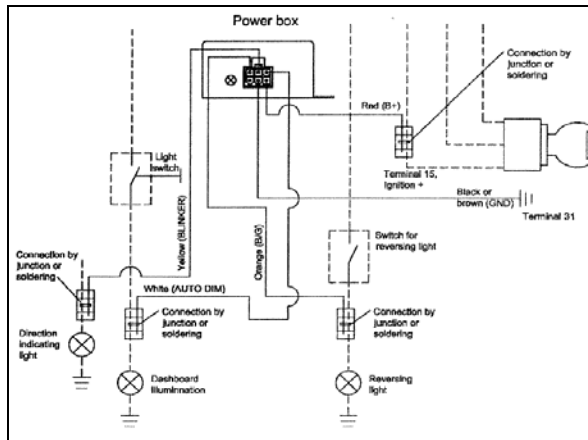 Power box
Connection by
junction or
soldering
Red (B+)
Light
switch
Terminal 15,
Ignition +
Black or
brown (GND)
Terminal 31
Yellow (BLINKER)
Orange (B/G)
Switch for
reversing light
Connection by
junction or
soldering
White (AUTO DIM)
Connection by
junction or
soldering
Connection by
junction or
soldering
Direction
indicating
light
Dashboard
illumination
Reversing
light